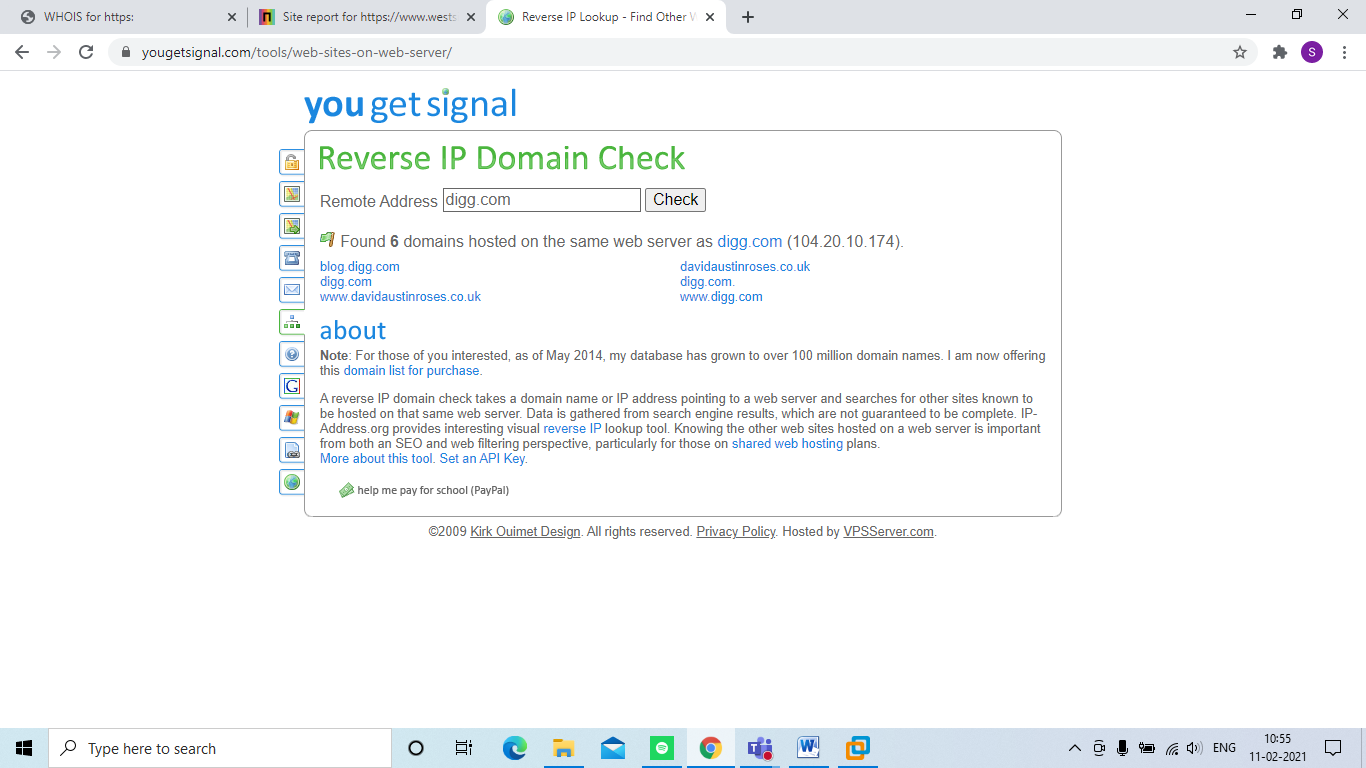 WHOIS for https:
Site report for https://www.wests
Reverse IP Lookup - Find Other W
yougetsignal.com/tools/web-sites-on-web-server/
S
you get signal
Reverse IP Domain Check
Remote Address digg.com Check
Found 6 domains hosted on the same web server as digg.com (104.20.10.174).
blog.digg.com
davidaustinroses.co.uk
digg.com
digg.com.
www.davidaustinroses.co.uk
www.digg.com
about
Note: For those of you interested, as of May 2014, my database has grown to over 100 million domain names. I am now offering
this domain list for purchase.
A reverse IP domain check takes a domain name or IP address pointing to a web server and searches for other sites known to
be hosted on that same web server. Data is gathered from search engine results, which are not guaranteed to be complete. IP-
Address.org provides interesting visual reverse IP lookup tool. Knowing the other web sites hosted on a web server is important
from both an SEO and web filtering perspective, particularly for those on shared web hosting plans.
More about this tool. Set an API Key.
help me pay for school (PayPal)
©2009 Kirk Ouimet Design. All rights reserved. Privacy Policy. Hosted by VPSServer.com.
Type here to search
ENG
10:55
11-02-2021